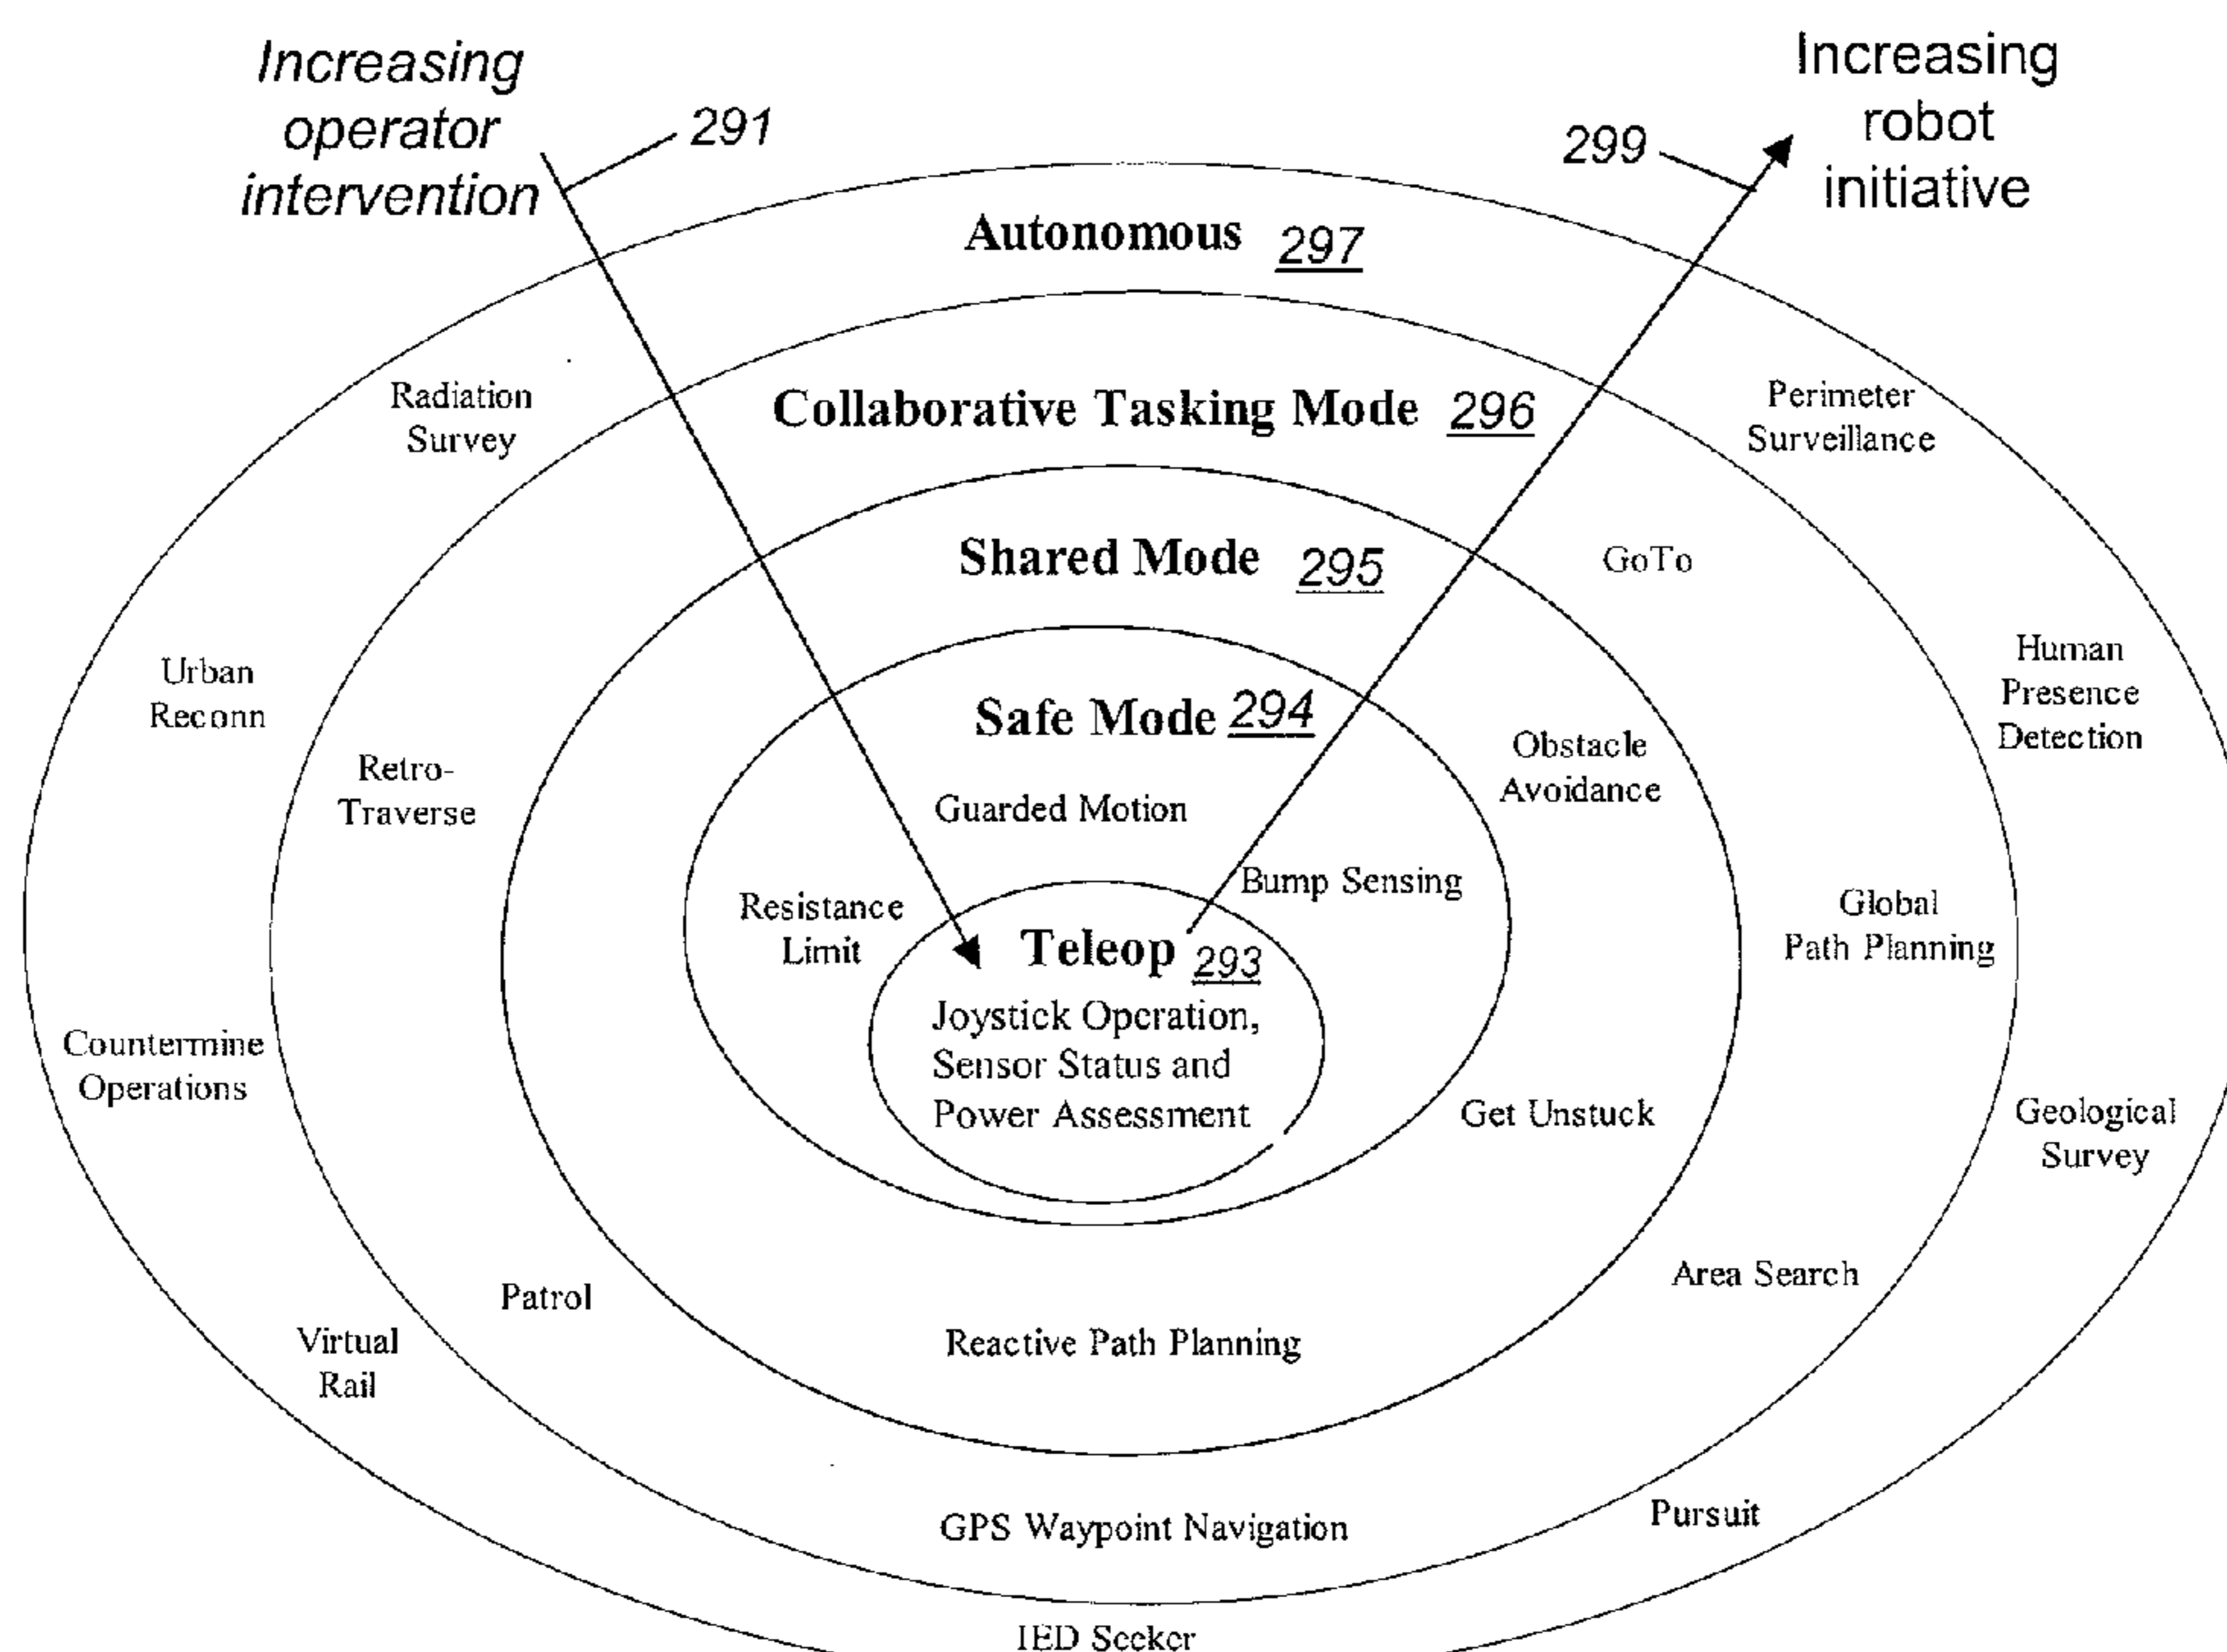 Increasing
operator
intervention
291
299
Increasing
robot
initiative
Autonomous 297
Radiation
Survey
Collaborative Tasking Mode 296
Perimeter
Surveillance
Shared Mode 295
GoTo
Urban
Reconn
Human
Presence
Detection
Safe Mode 294
Retro-
Traverse
Obstacle
Avoidance
Guarded Motion
Resistance
Limit
Bump Sensing
Global
Path Planning
Teleop 293
Joystick Operation,
Sensor Status and
Power Assessment
Countermine
Operations
Get Unstuck
Geological
Survey
Patrol
Area Search
Virtual
Rail
Reactive Path Planning
GPS Waypoint Navigation
Pursuit
IED Seeker